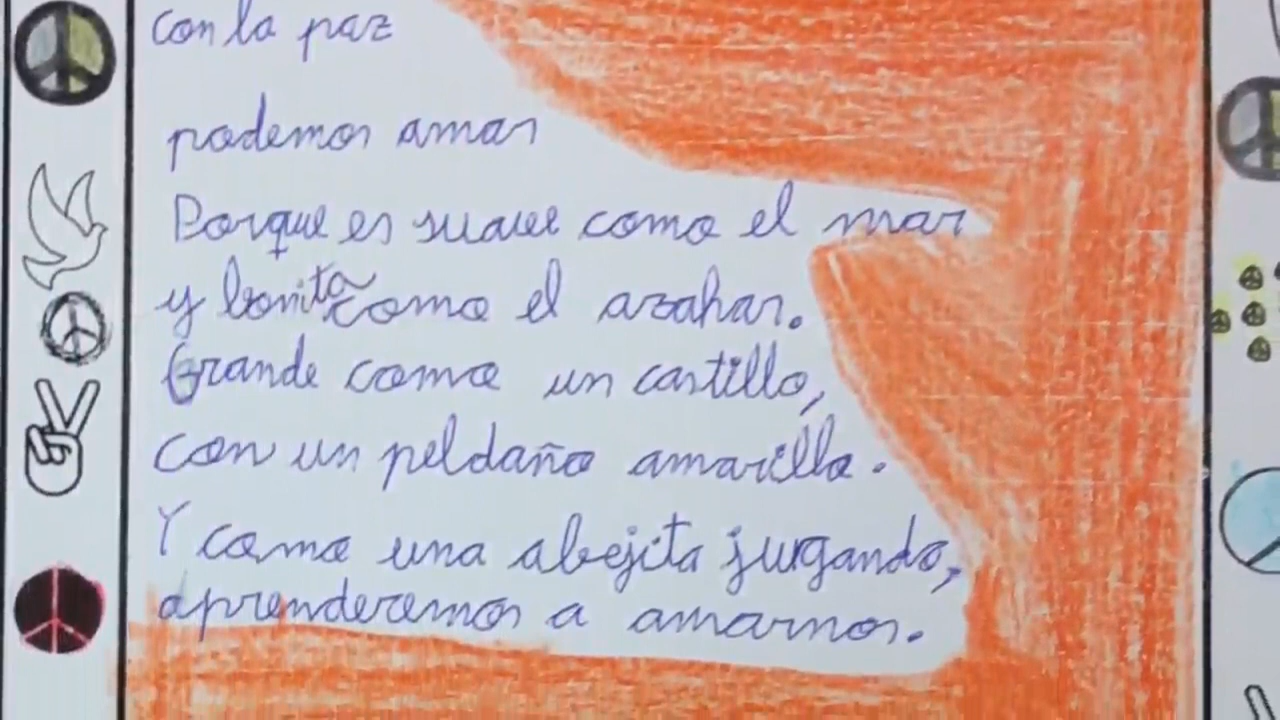 con la paz
podemos amar
Porque es suave como el mar
y bonita como el azahar.
Grande como un castillo,
con un peldaño amarillo.
Y como una abejita jugando,
aprenderemos a amarnos.